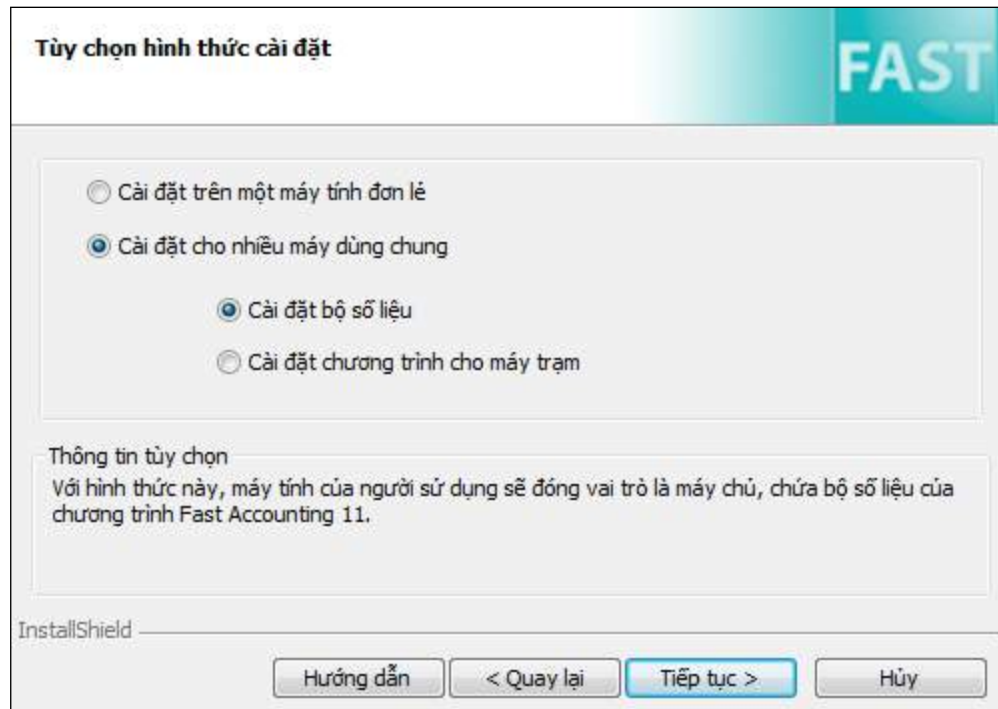 Tùy chọn hình thức cài đặt
FAST
Cài đặt trên một máy tính đơn lẻ
Cài đặt cho nhiều máy dùng chung
Cài đặt bộ số liệu
Cài đặt chương trình cho máy trạm
Thông tin tùy chọn
Với hình thức này, máy tính của người sử dụng sẽ đóng vai trò là máy chủ, chứa bộ số liệu của
chương trình Fast Accounting 11.
InstallShield
Hướng dẫn
< Quay lại
Tiếp tục >
Hủy